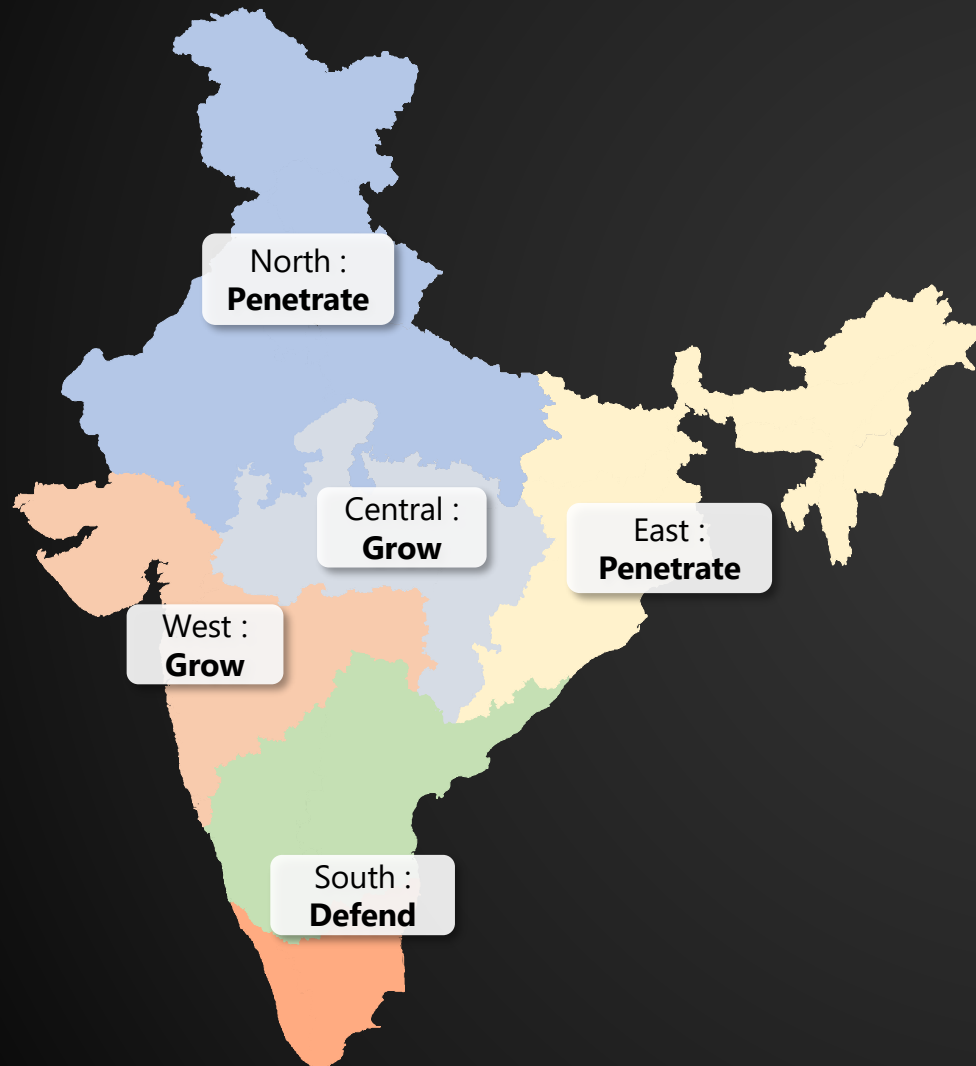 North :
Penetrate
Central :
Grow
East :
Penetrate
West :
Grow
South :
Defend